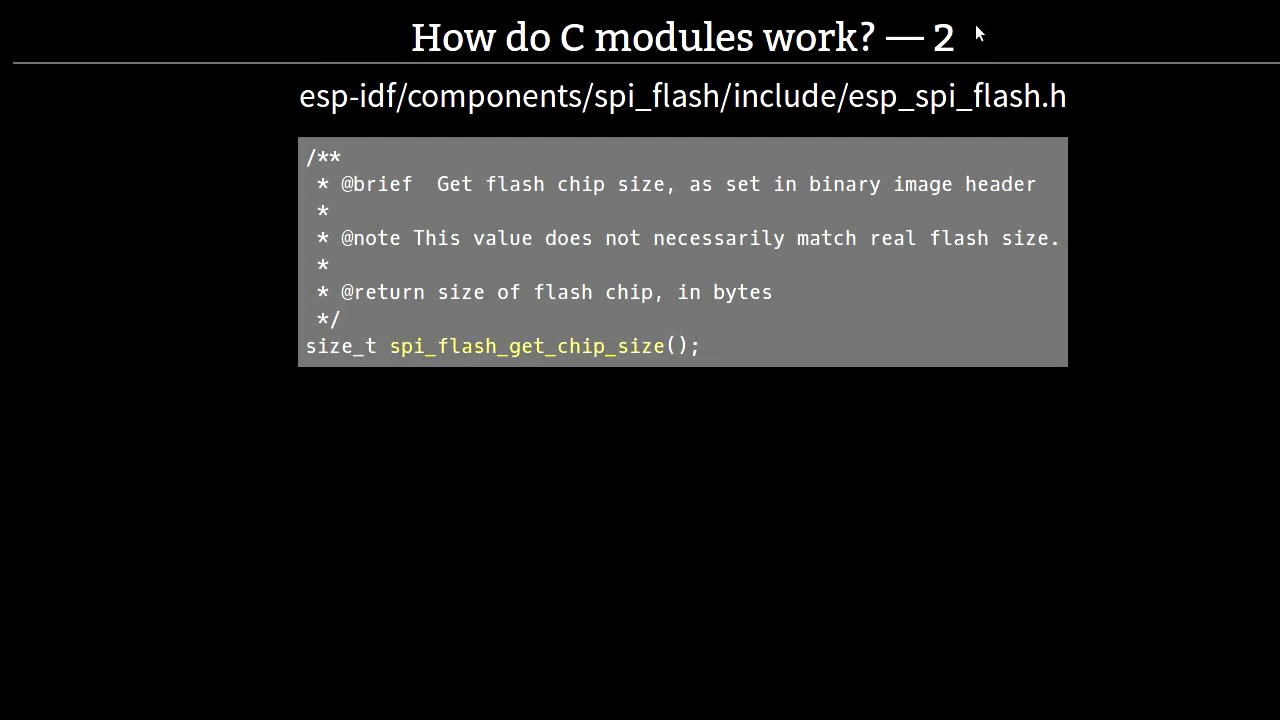 How do C modules work? — 2
esp-idf/components/spi_flash/include/esp_spi_flash.h
/**
 * @brief  Get flash chip size, as set in binary image header
 *
 * @note This value does not necessarily match real flash size.
 *
 * @return size of flash chip, in bytes
 */
size_t spi_flash_get_chip_size();